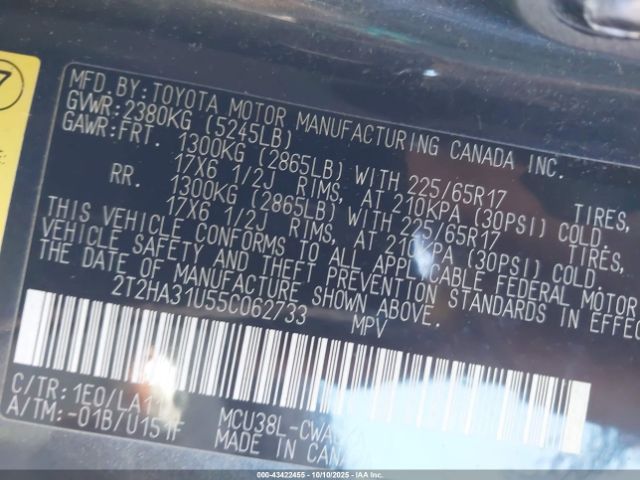 7
MFD. BY: TOYOTA MOTOR MANUFACTURING CANADA INC.
GVWR: 2380KG (5245LB)
GAWR: FRT. 1300KG (2865LB) WITH 225/65R17 TIRES,
17X6 1/2J RIMS, AT 210KPA (30PSI) COLD.
RR. 1300KG (2865LB) WITH 225/65R17 TIRES,
17X6 1/2J RIMS, AT 210KPA (30PSI) COLD.
THIS VEHICLE CONFORMS TO ALL APPLICABLE FEDERAL MOTOR
VEHICLE SAFETY AND THEFT PREVENTION STANDARDS IN EFFEC
THE DATE OF MANUFACTURE SHOWN ABOVE.
2T2HA31U55C062733 MPV
C/TR: 1E0/LA1
A/TM: -01B/U151F
MCU38L-CWA
MADE IN CANA
000-43422455 - 10/10/2025 - IAA Inc.